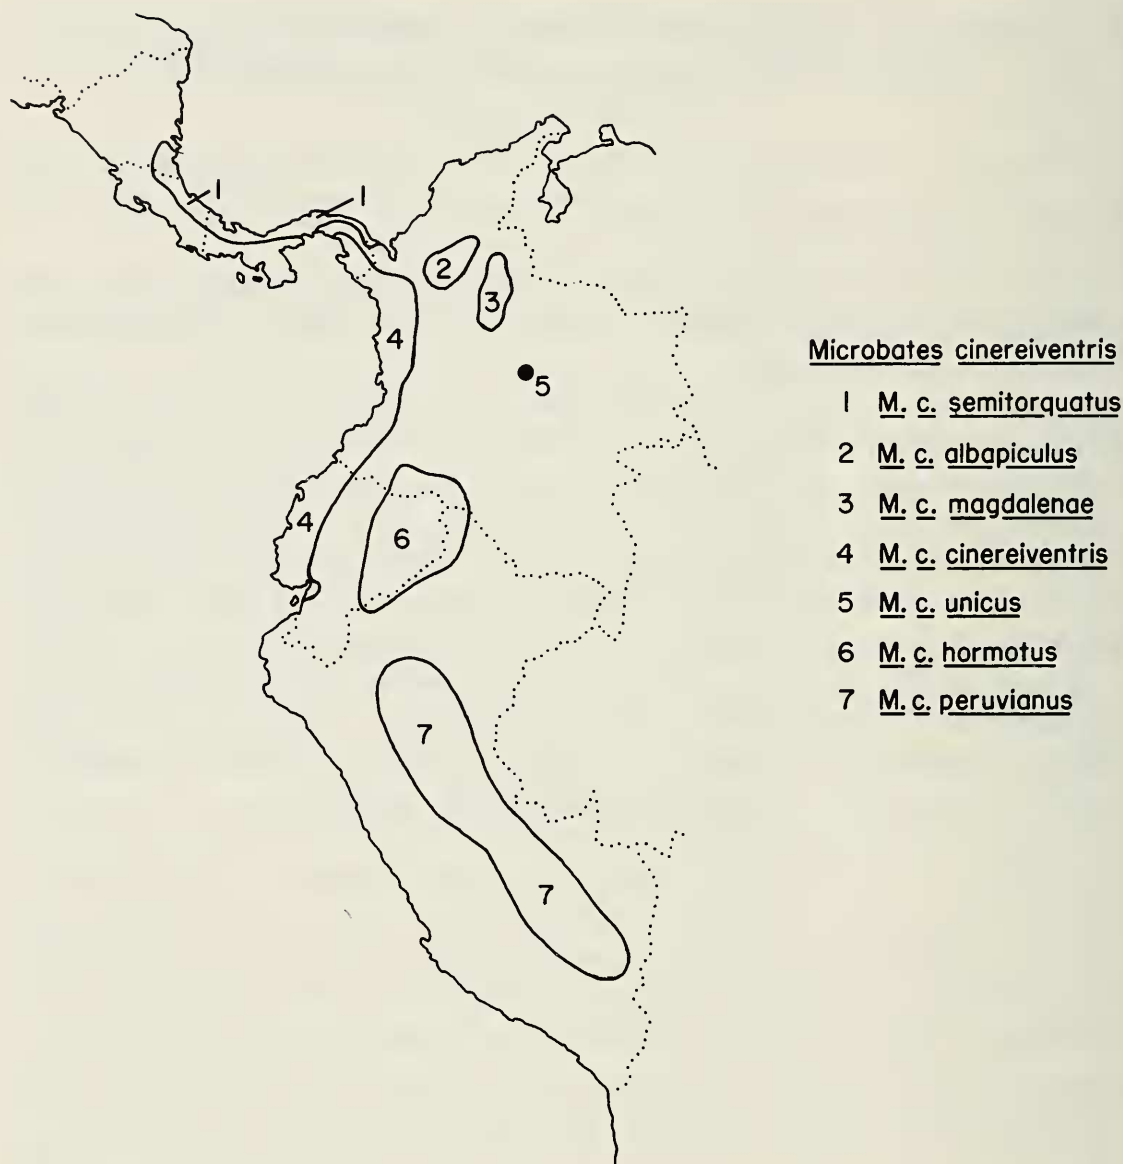 1
1
2
3
4
5
4
6
7
7
Microbates cinereiventris
1 M. c. semitorquatus
2 M. c. albapiculus
3 M. c. magdalenae
4 M. c. cinereiventris
5 M. c. unicus
6 M. c. hormotus
7 M. c. peruvianus